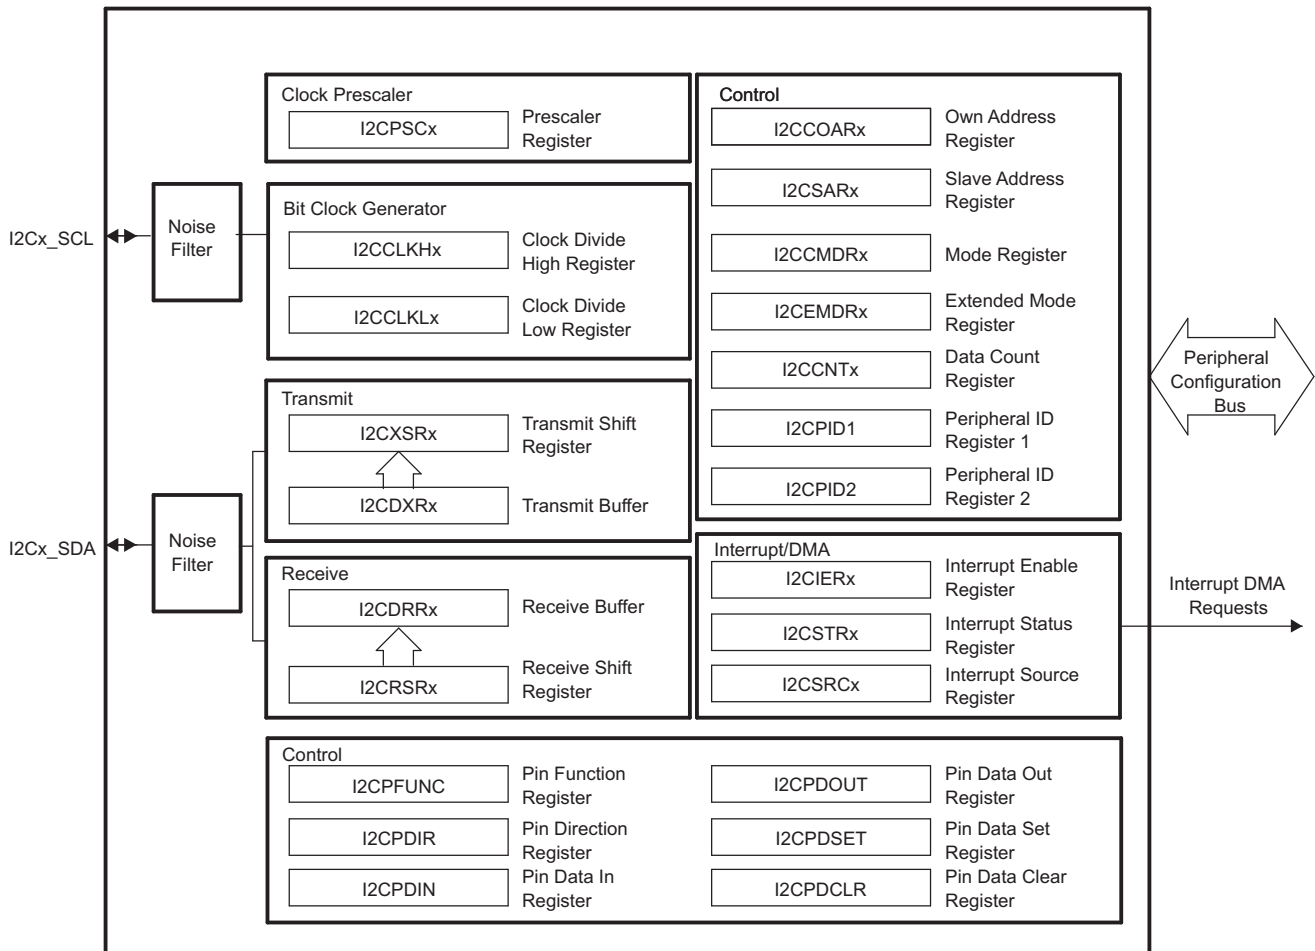 Clock Prescaler
I2CPSCx
Prescaler
Register
I2Cx_SCL
Noise
Filter
Bit Clock Generator
I2CCLKHx
Clock Divide
High Register
I2CCLKLx
Clock Divide
Low Register
Transmit
I2CXSRx
Transmit Shift
Register
I2CDXRx
Transmit Buffer
I2Cx_SDA
Noise
Filter
Receive
I2CDRRx
Receive Buffer
I2CRSRx
Receive Shift
Register
Control
I2CCOARx
Own Address
Register
I2CSARx
Slave Address
Register
I2CCMDRx
Mode Register
I2CEMDRx
Extended Mode
Register
I2CCNTx
Data Count
Register
I2CPID1
Peripheral ID
Register 1
I2CPID2
Peripheral ID
Register 2
Peripheral
Configuration
Bus
Interrupt/DMA
I2CIERx
Interrupt Enable
Register
I2CSTRx
Interrupt Status
Register
I2CSRCx
Interrupt Source
Register
Interrupt DMA
Requests
Control
I2CPFUNC
Pin Function
Register
I2CPDIR
Pin Direction
Register
I2CPDIN
Pin Data In
Register
I2CPDOUT
Pin Data Out
Register
I2CPDSET
Pin Data Set
Register
I2CPDCLR
Pin Data Clear
Register